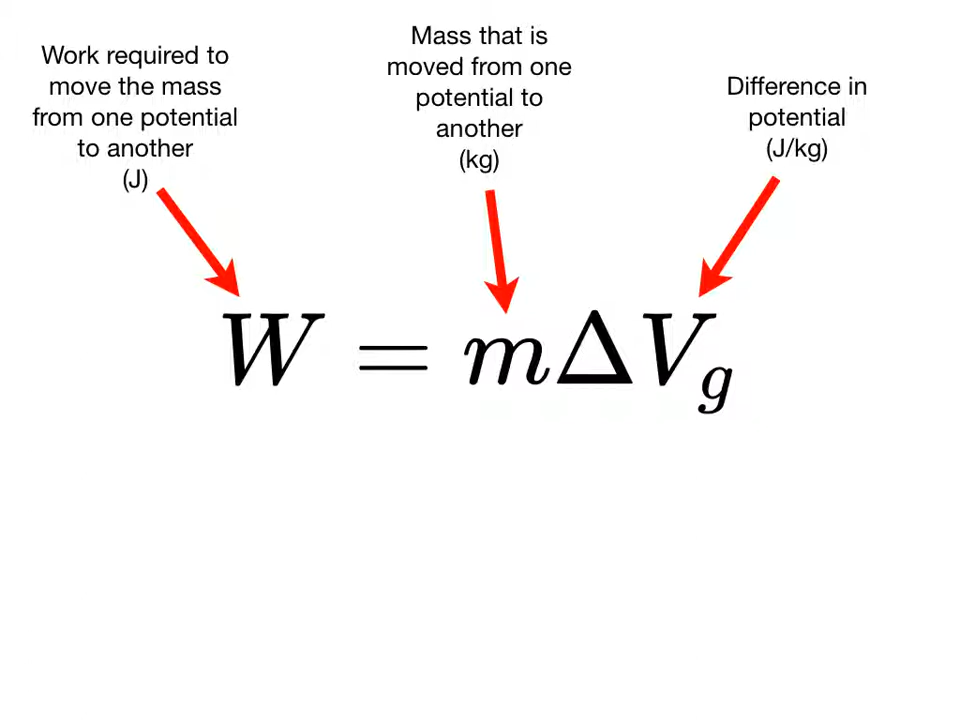 Work required to
move the mass
from one potential
to another
(J)
Mass that is
moved from one
potential to
another
(kg)
Difference in
potential
(J/kg)
W = mΔV_g